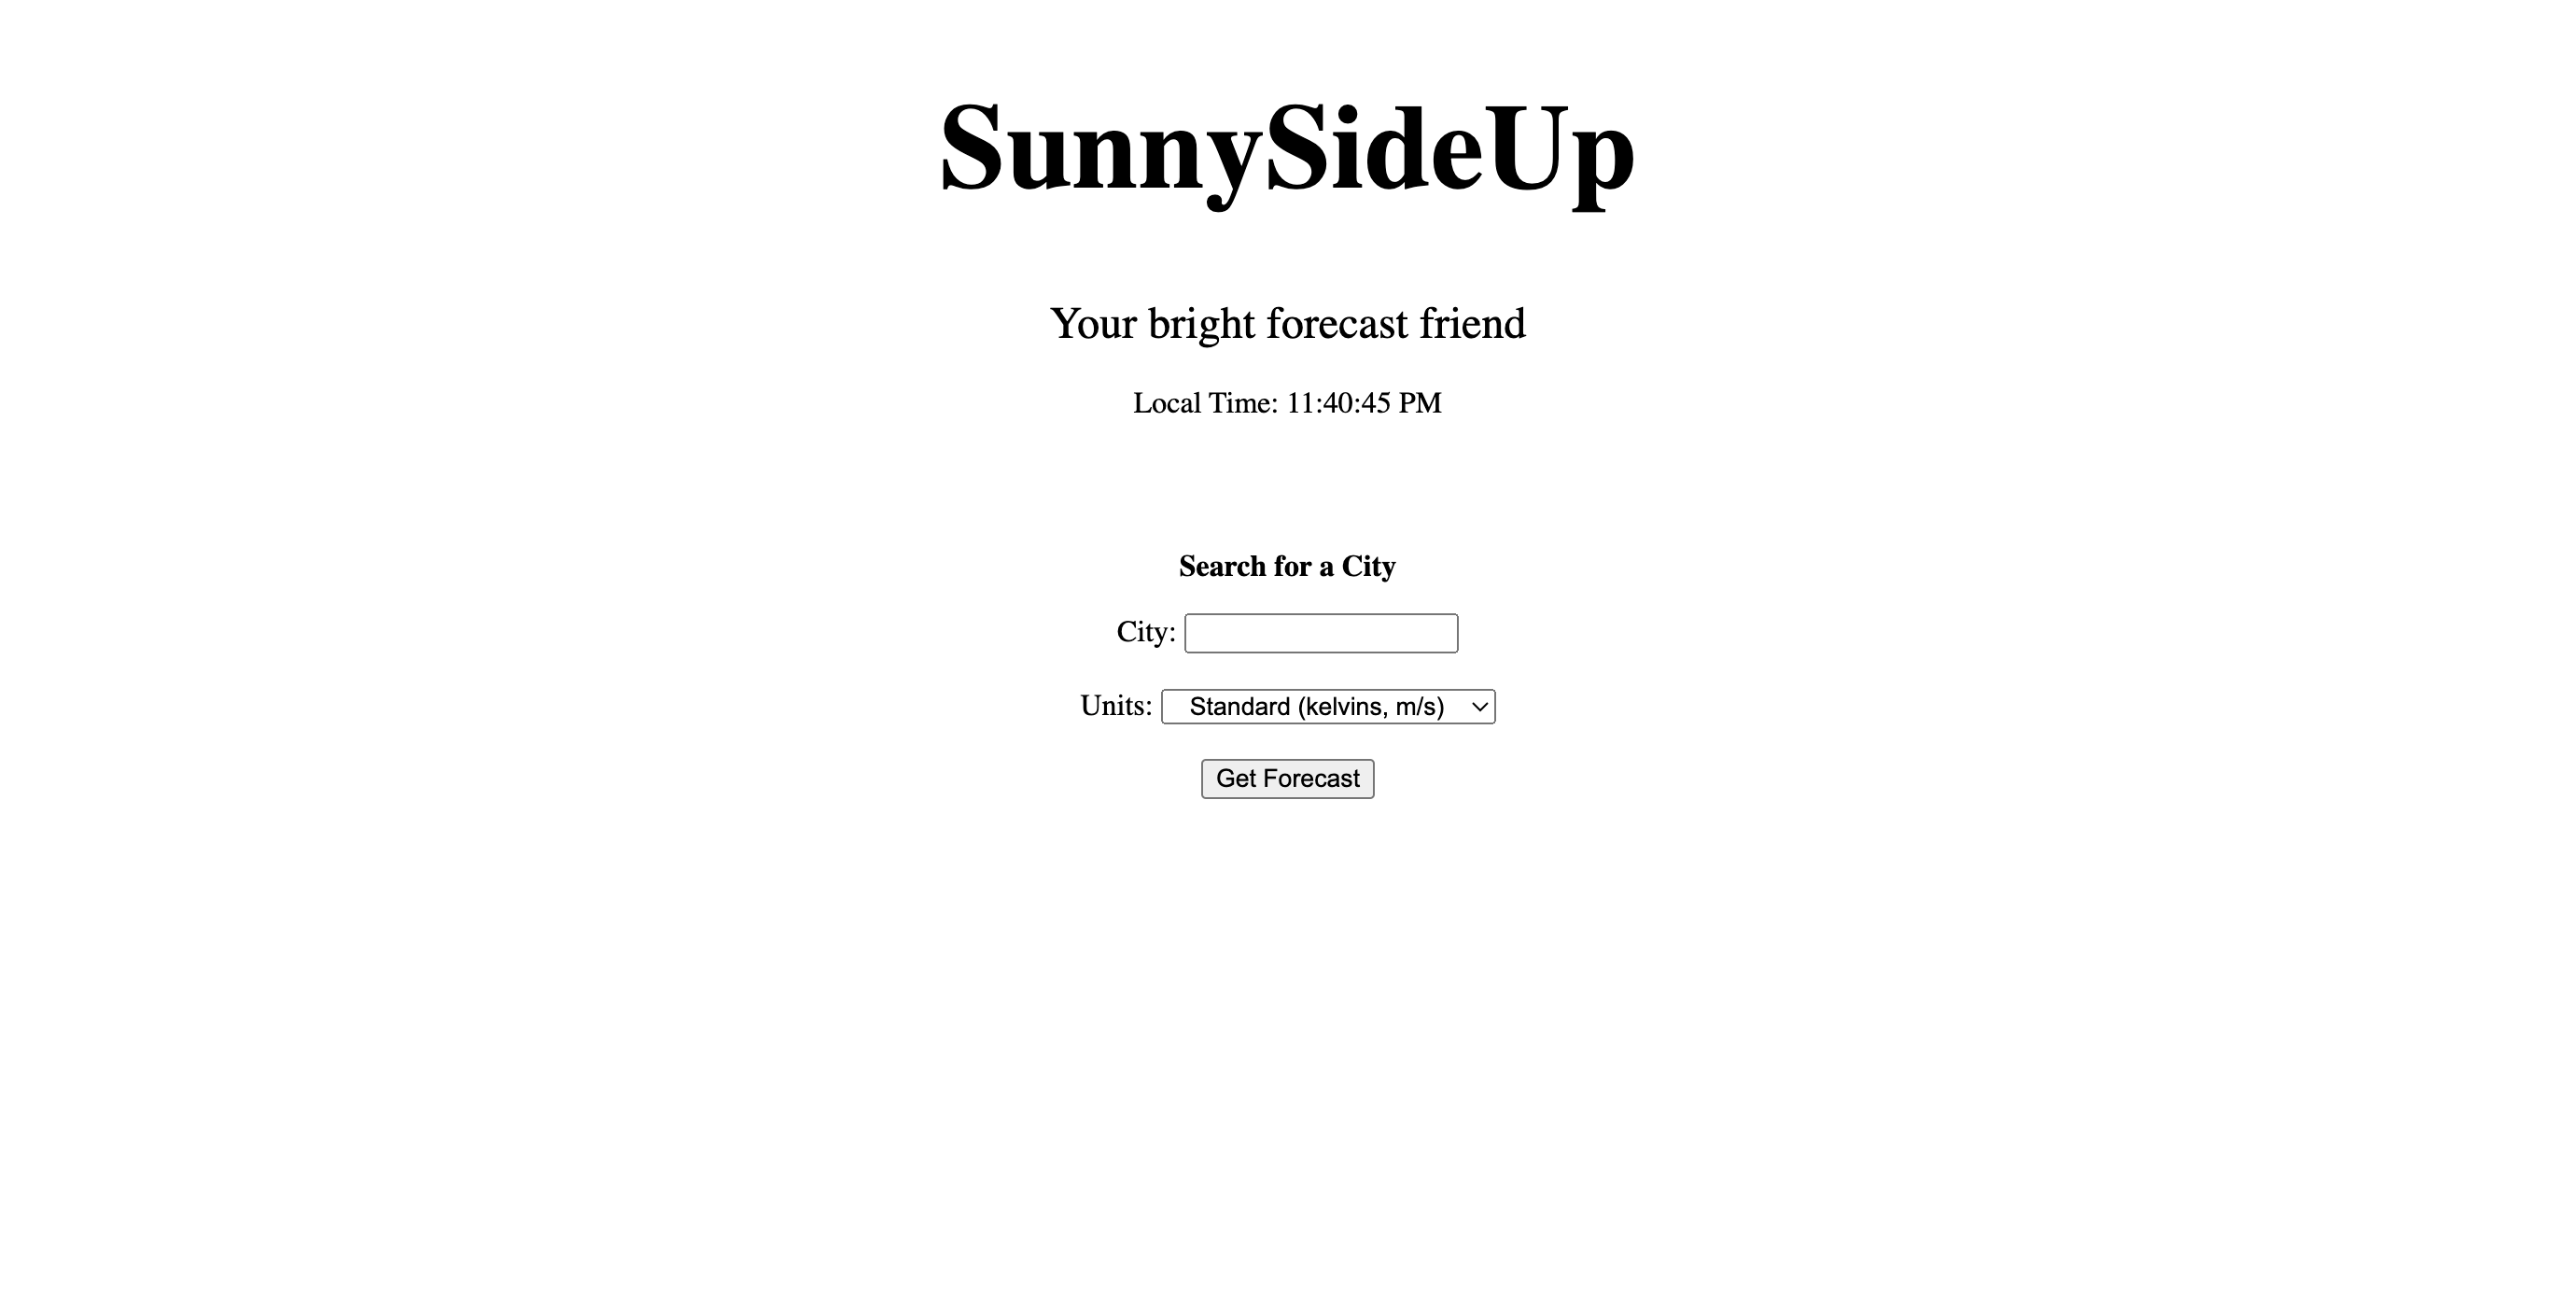 SunnySideUp
Your bright forecast friend
Local Time: 11:40:45 PM
Search for a City
City:
Units: Standard (kelvins, m/s)
Get Forecast